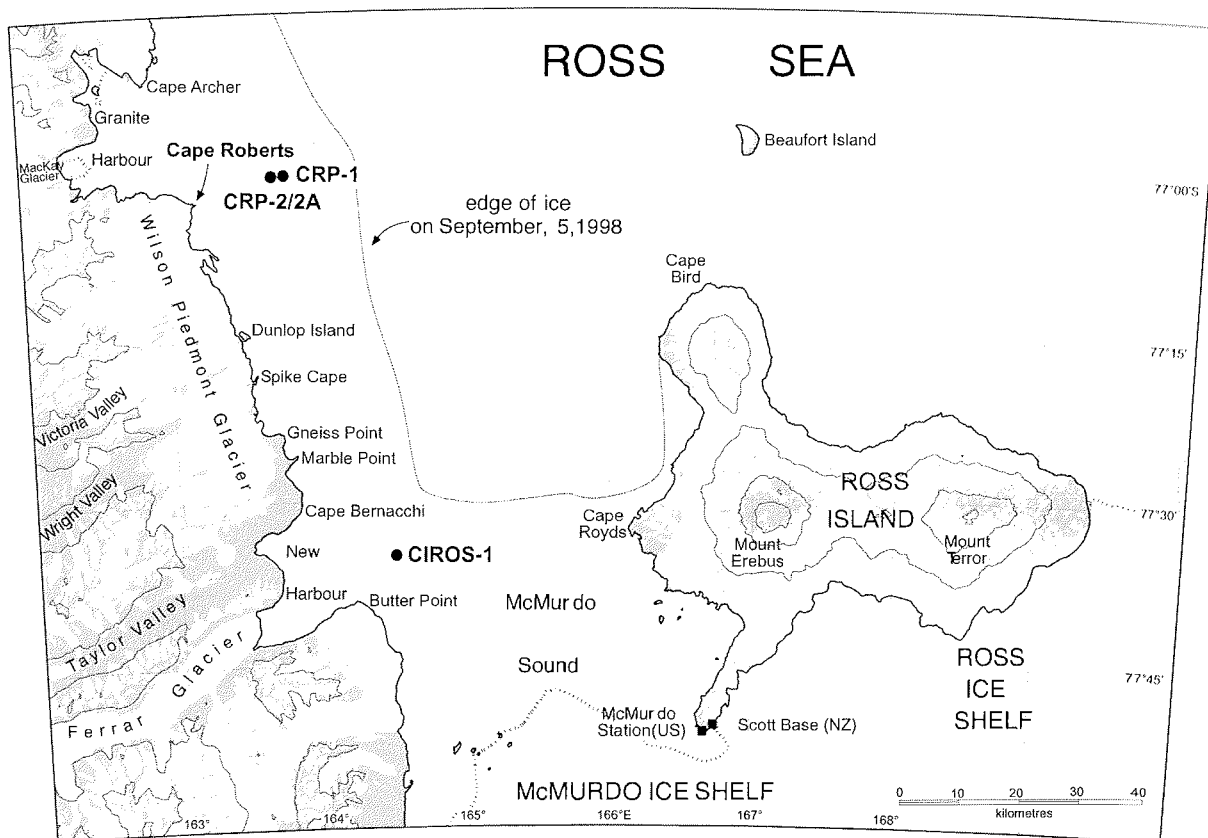 ROSS SEA
Cape Archer
Granite
Harbour
MacKay
Glacier
Cape Roberts
CRP-1
CRP-2/2A
Beaufort Island
77°00'S
edge of ice
on September, 5,1998
Wilson Piedmont Glacier
Cape
Bird
Dunlop Island
77°15'
Spike Cape
Victoria Valley
Gneiss Point
Marble Point
Wright Valley
Cape Bernacchi
Cape
Royds
ROSS
ISLAND
77°30'
Mount
Erebus
Mount
Terror
New
Harbour
CIROS-1
Butter Point
McMurdo
Sound
Taylor Valley
Ferrar Glacier
ROSS
ICE
SHELF
77°45'
McMurdo
Station(US)
Scott Base (NZ)
McMURDO ICE SHELF
0 10 20 30 40
kilometres
163° 164° 165° 166°E 167° 168°